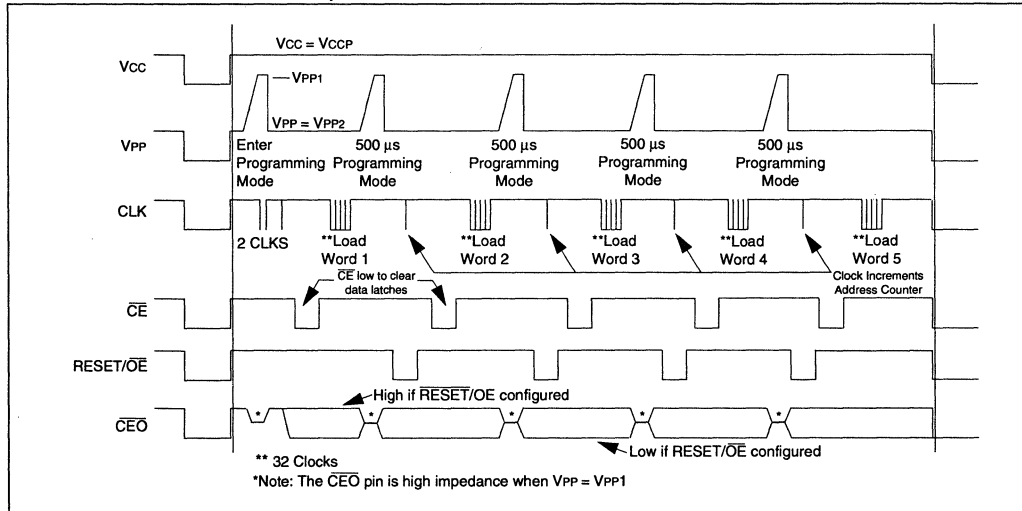 VCC = VCCP
VCC
VPP1
VPP = VPP2
VPP
Enter Programming Mode
500 µs Programming Mode
500 µs Programming Mode
500 µs Programming Mode
500 µs Programming Mode
CLK
2 CLKS
**Load Word 1
**Load Word 2
**Load Word 3
**Load Word 4
**Load Word 5
CE low to clear data latches
Clock Increments Address Counter
CE
RESET/OE
High if RESET/OE configured
CEO
* * * * *
Low if RESET/OE configured
** 32 Clocks
*Note: The CEO pin is high impedance when VPP = VPP1